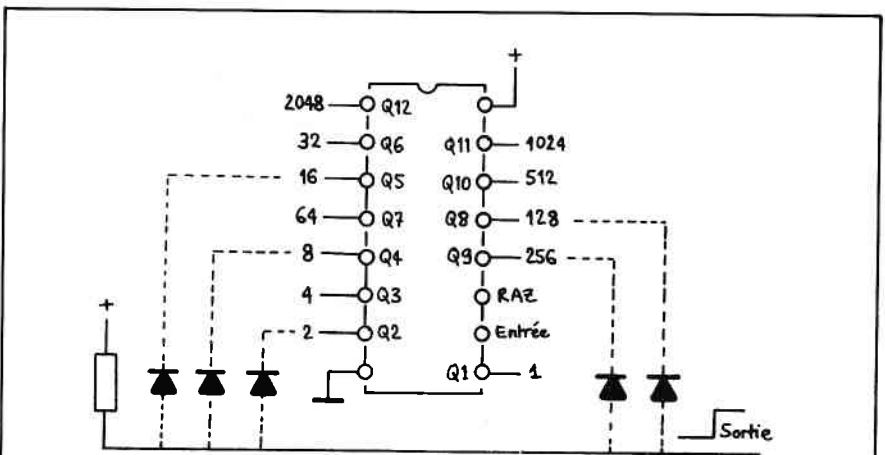 +
2048 Q12
32 Q6 Q11 1024
16 Q5 Q10 512
64 Q7 Q8 128
8 Q4 Q9 256
+ 4 Q3 RAZ
2 Q2 Entrée
Q1 1
Sortie